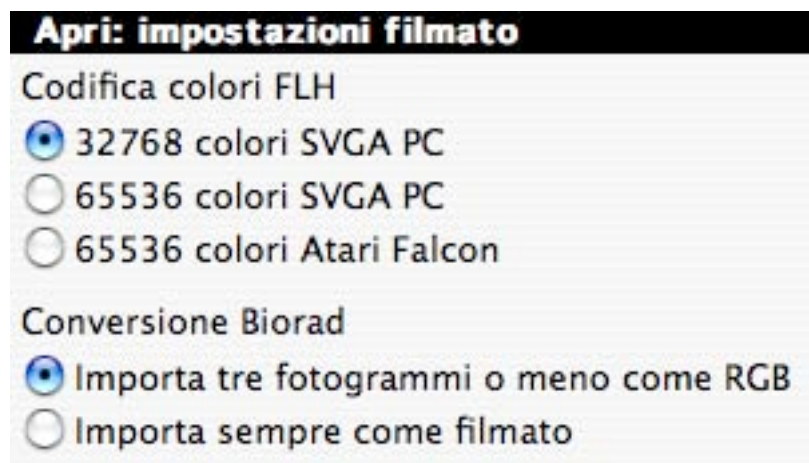 Apri: impostazioni filmato
Codifica colori FLH
32768 colori SVGA PC
65536 colori SVGA PC
65536 colori Atari Falcon
Conversione Biorad
Importa tre fotogrammi o meno come RGB
Importa sempre come filmato